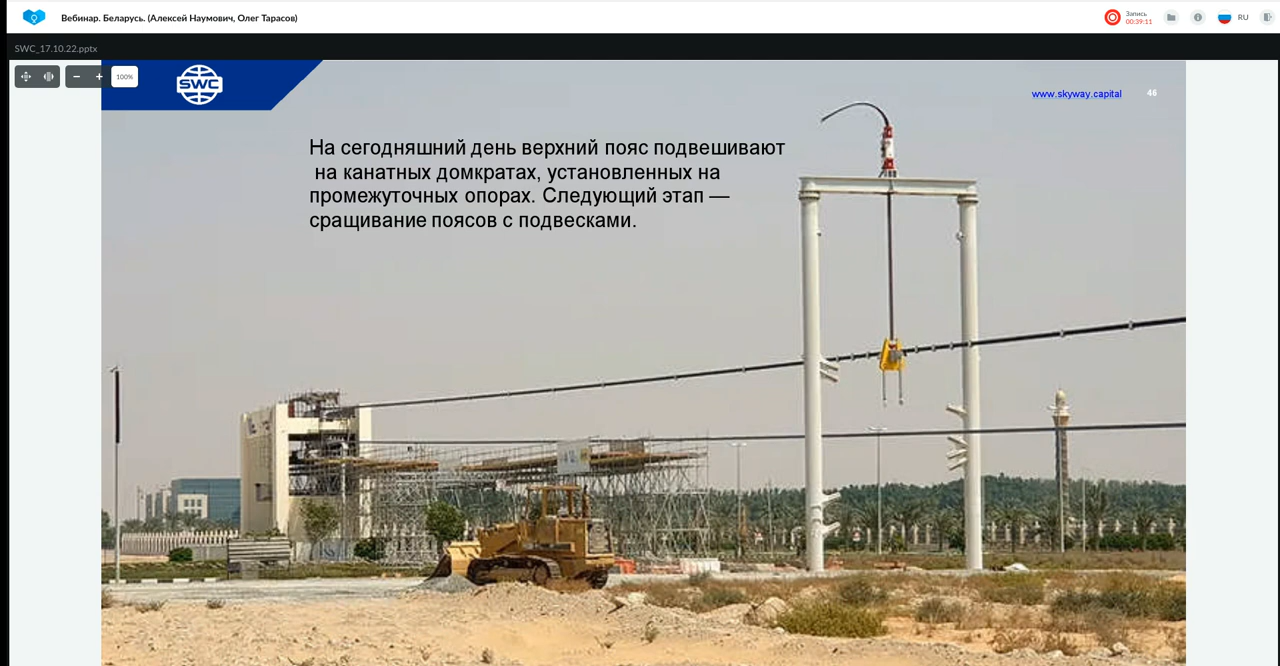 Вебинар. Беларусь. (Алексей Наумович, Олег Тарасов)
Запись
00:39:11
RU
SWC_17.10.22.pptx
100%
SWC
www.skyway.capital
46
На сегодняшний день верхний пояс подвешивают
на канатных домкратах, установленных на
промежуточных опорах. Следующий этап —
сращивание поясов с подвесками.